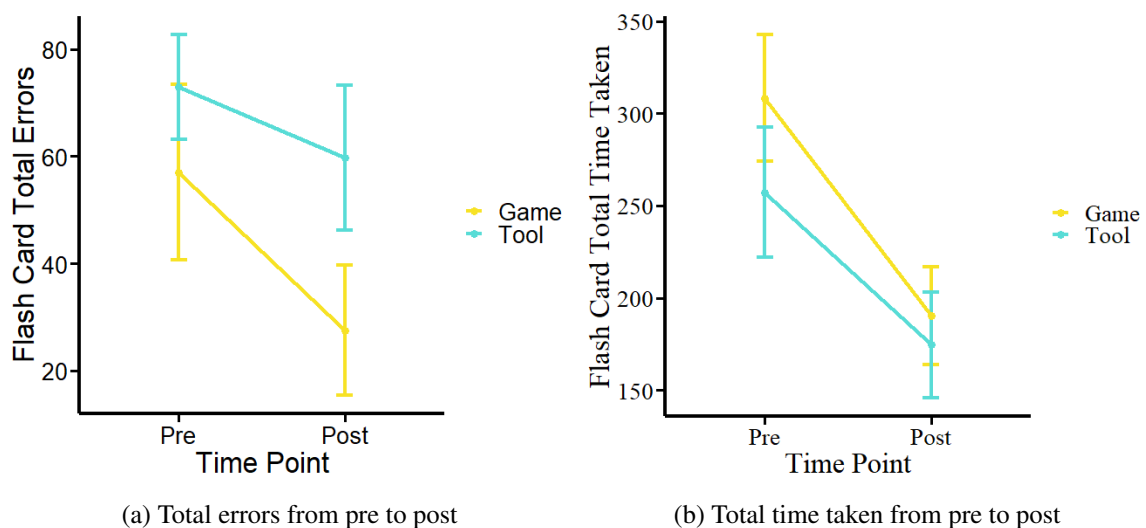 Flash Card Total Errors
80
60
40
20
Pre
Post
Time Point
Game
Tool
(a) Total errors from pre to post
Flash Card Total Time Taken
350
300
250
200
150
Pre
Post
Time Point
Game
Tool
(b) Total time taken from pre to post